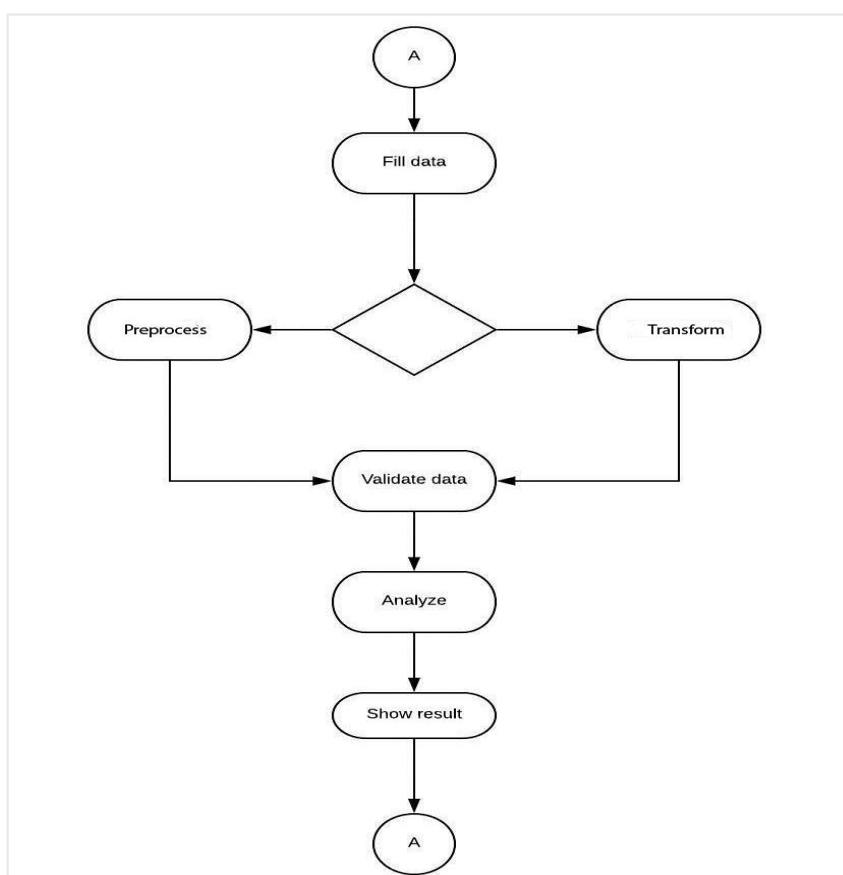 A
Fill data
Preprocess
Transform
Validate data
Analyze
Show result
A